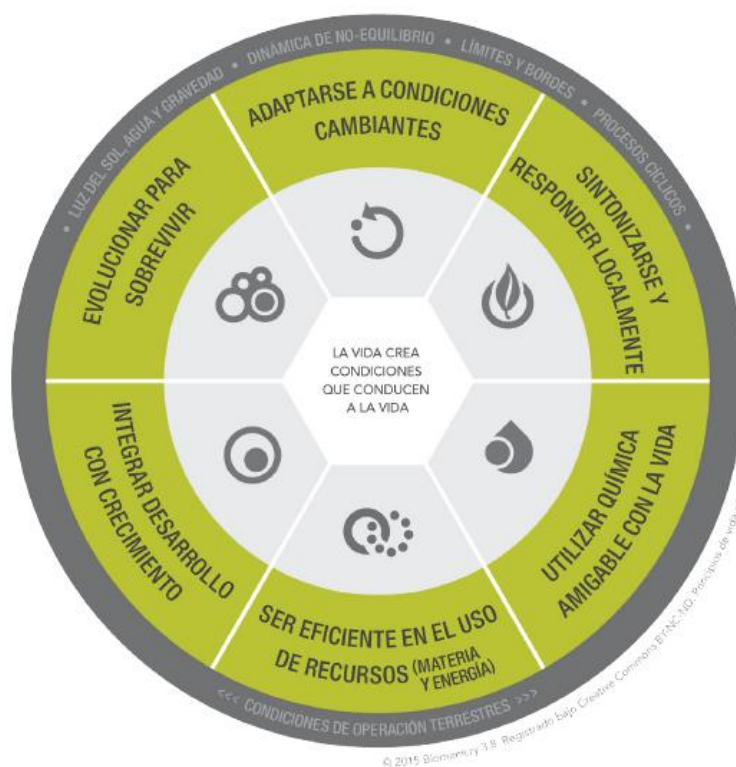 • LUZ DEL SOL, AGUA Y GRAVEDAD • DINÁMICA DE NO-EQUILIBRIO • LÍMITES Y BORDES • PROCESOS CÍCLICOS •
ADAPTARSE A CONDICIONES
CAMBIANTES
SINTONIZARSE Y
RESPONDER LOCALMENTE
UTILIZAR QUÍMICA
AMIGABLE CON LA VIDA
SER EFICIENTE EN EL USO
DE RECURSOS (MATERIA
Y ENERGÍA)
INTEGRAR DESARROLLO
CON CRECIMIENTO
EVOLUCIONAR PARA
SOBREVIVIR
LA VIDA CREA
CONDICIONES
QUE CONDUCEN
A LA VIDA
<<< CONDICIONES DE OPERACIÓN TERRESTRES >>>
© 2015 Biomimicry 3.8. Registrado bajo Creative Commons BY-NC-ND. Principios de vida